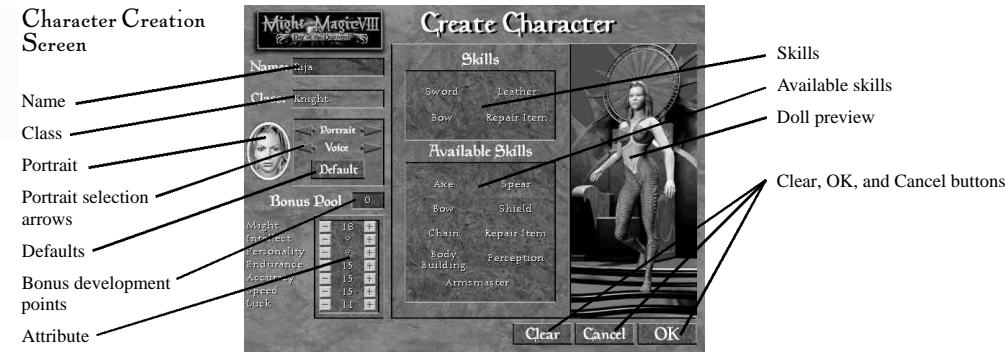 Character Creation
Screen
Name
Class
Portrait
Portrait selection
arrows
Defaults
Bonus development
points
Attribute
Might and Magic VIII
Day of the Destroyer
Create Character
Name: Rija
Class: Knight
Portrait
Voice
Default
Bonus Pool 0
Might - 18 +
Intellect - 9 +
Personality - 9 +
Endurance - 15 +
Accuracy - 15 +
Speed - 15 +
Luck - 11 +
Skills
Sword Leather
Bow Repair Item
Available Skills
Axe Spear
Bow Shield
Chain Repair Item
Body
Building Perception
Armsmaster
Clear Cancel OK
Skills
Available skills
Doll preview
Clear, OK, and Cancel buttons